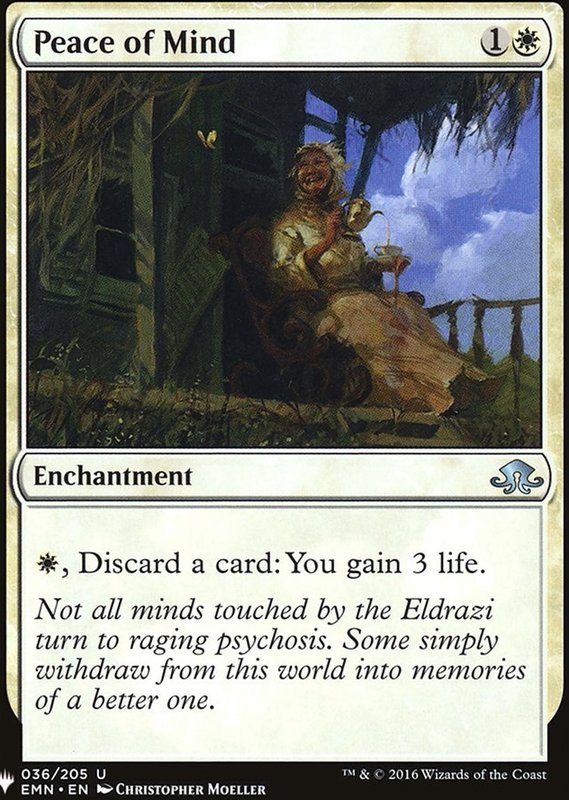 Peace of Mind 1
Enchantment
, Discard a card: You gain 3 life.
Not all minds touched by the Eldrazi
turn to raging psychosis. Some simply
withdraw from this world into memories
of a better one.
036/205 U
EMN • EN Christopher Moeller
™ & © 2016 Wizards of the Coast